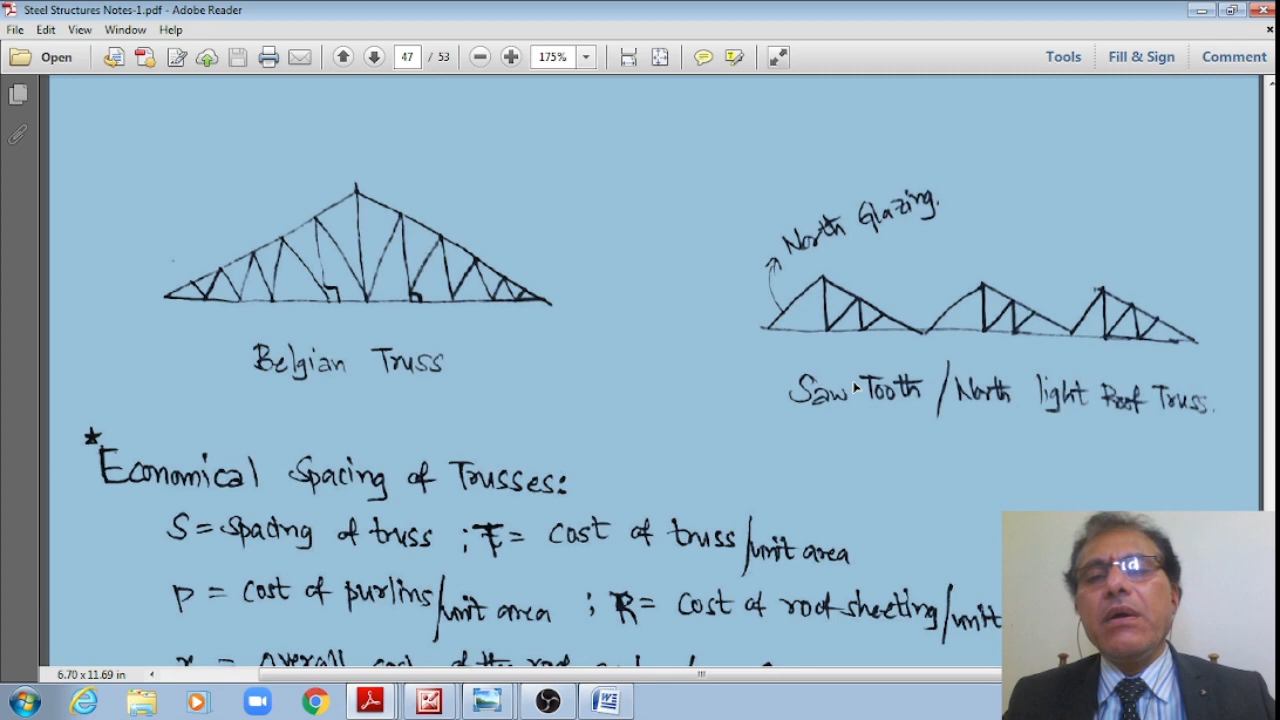 Steel Structures Notes-1.pdf - Adobe Reader
File Edit View Window Help
Open 47 / 53 175% Tools Fill & Sign Comment
North Glazing.
Belgian Truss
Saw Tooth / North light Roof Truss.
* Economical Spacing of Trusses:
S = spacing of truss ; t = cost of truss/unit area
P = cost of purlins/unit area ; R = cost of roof sheeting/unit
6.70 x 11.69 in